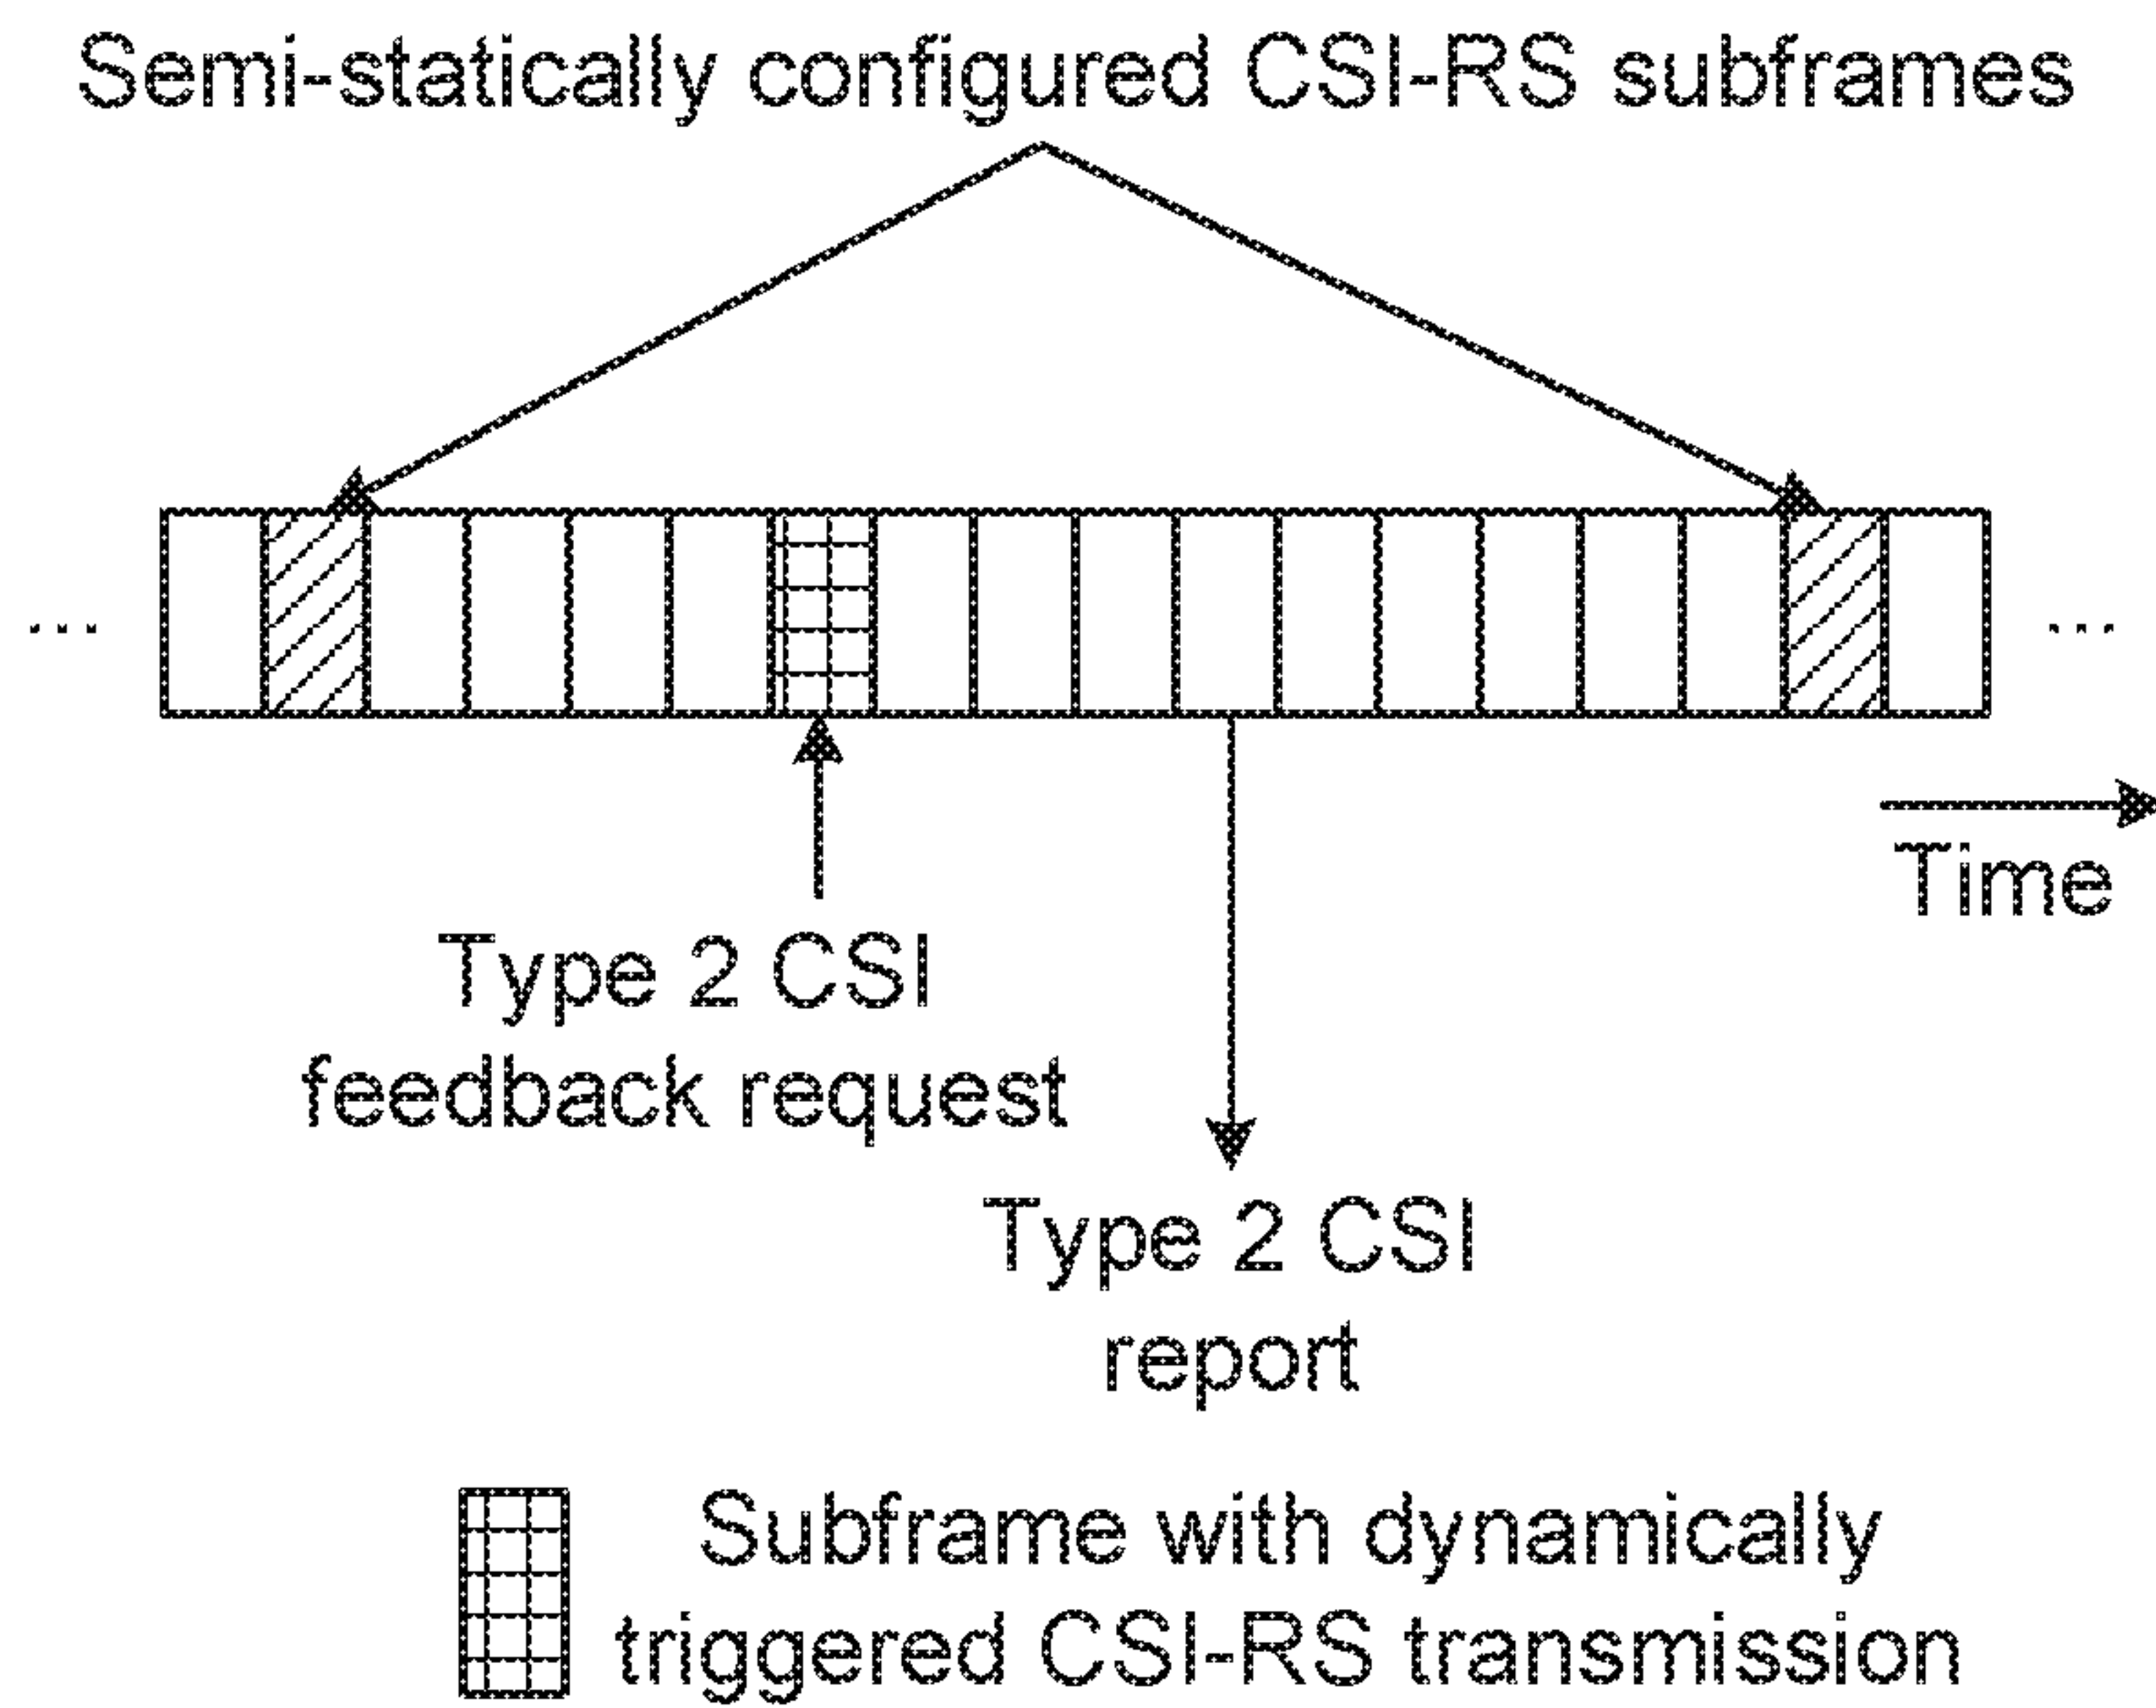 Semi-statically configured CSI-RS subframes
... ...
Time
Type 2 CSI
feedback request
Type 2 CSI
report
Subframe with dynamically
triggered CSI-RS transmission